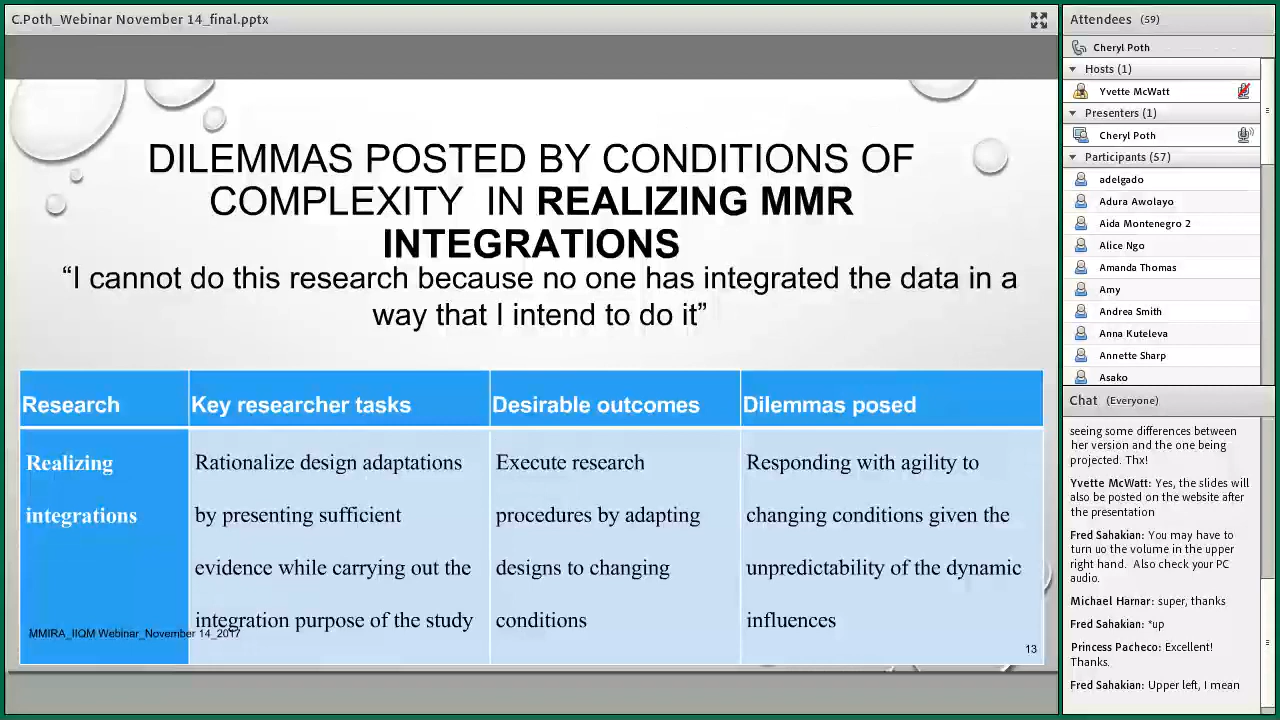 C.Poth_Webinar November 14_final.pptx
DILEMMAS POSTED BY CONDITIONS OF
COMPLEXITY IN REALIZING MMR
INTEGRATIONS
“I cannot do this research because no one has integrated the data in a
way that I intend to do it”
Research
Key researcher tasks
Desirable outcomes
Dilemmas posed
Realizing
integrations
Rationalize design adaptations
by presenting sufficient
evidence while carrying out the
integration purpose of the study
Execute research
procedures by adapting
designs to changing
conditions
Responding with agility to
changing conditions given the
unpredictability of the dynamic
influences
MMIRA_IIQM Webinar_November 14_2017
13
Attendees (59)
Cheryl Poth
Hosts (1)
Yvette McWatt
Presenters (1)
Cheryl Poth
Participants (57)
adelgado
Adura Awolayo
Aida Montenegro 2
Alice Ngo
Amanda Thomas
Amy
Andrea Smith
Anna Kuteleva
Annette Sharp
Asako
Chat (Everyone)
seeing some differences between
her version and the one being
projected. Thx!
Yvette McWatt: Yes, the slides will
also be posted on the website after
the presentation
Fred Sahakian: You may have to
turn uo the volume in the upper
right hand. Also check your PC
audio.
Michael Harnar: super, thanks
Fred Sahakian: *up
Princess Pacheco: Excellent!
Thanks.
Fred Sahakian: Upper left, I mean